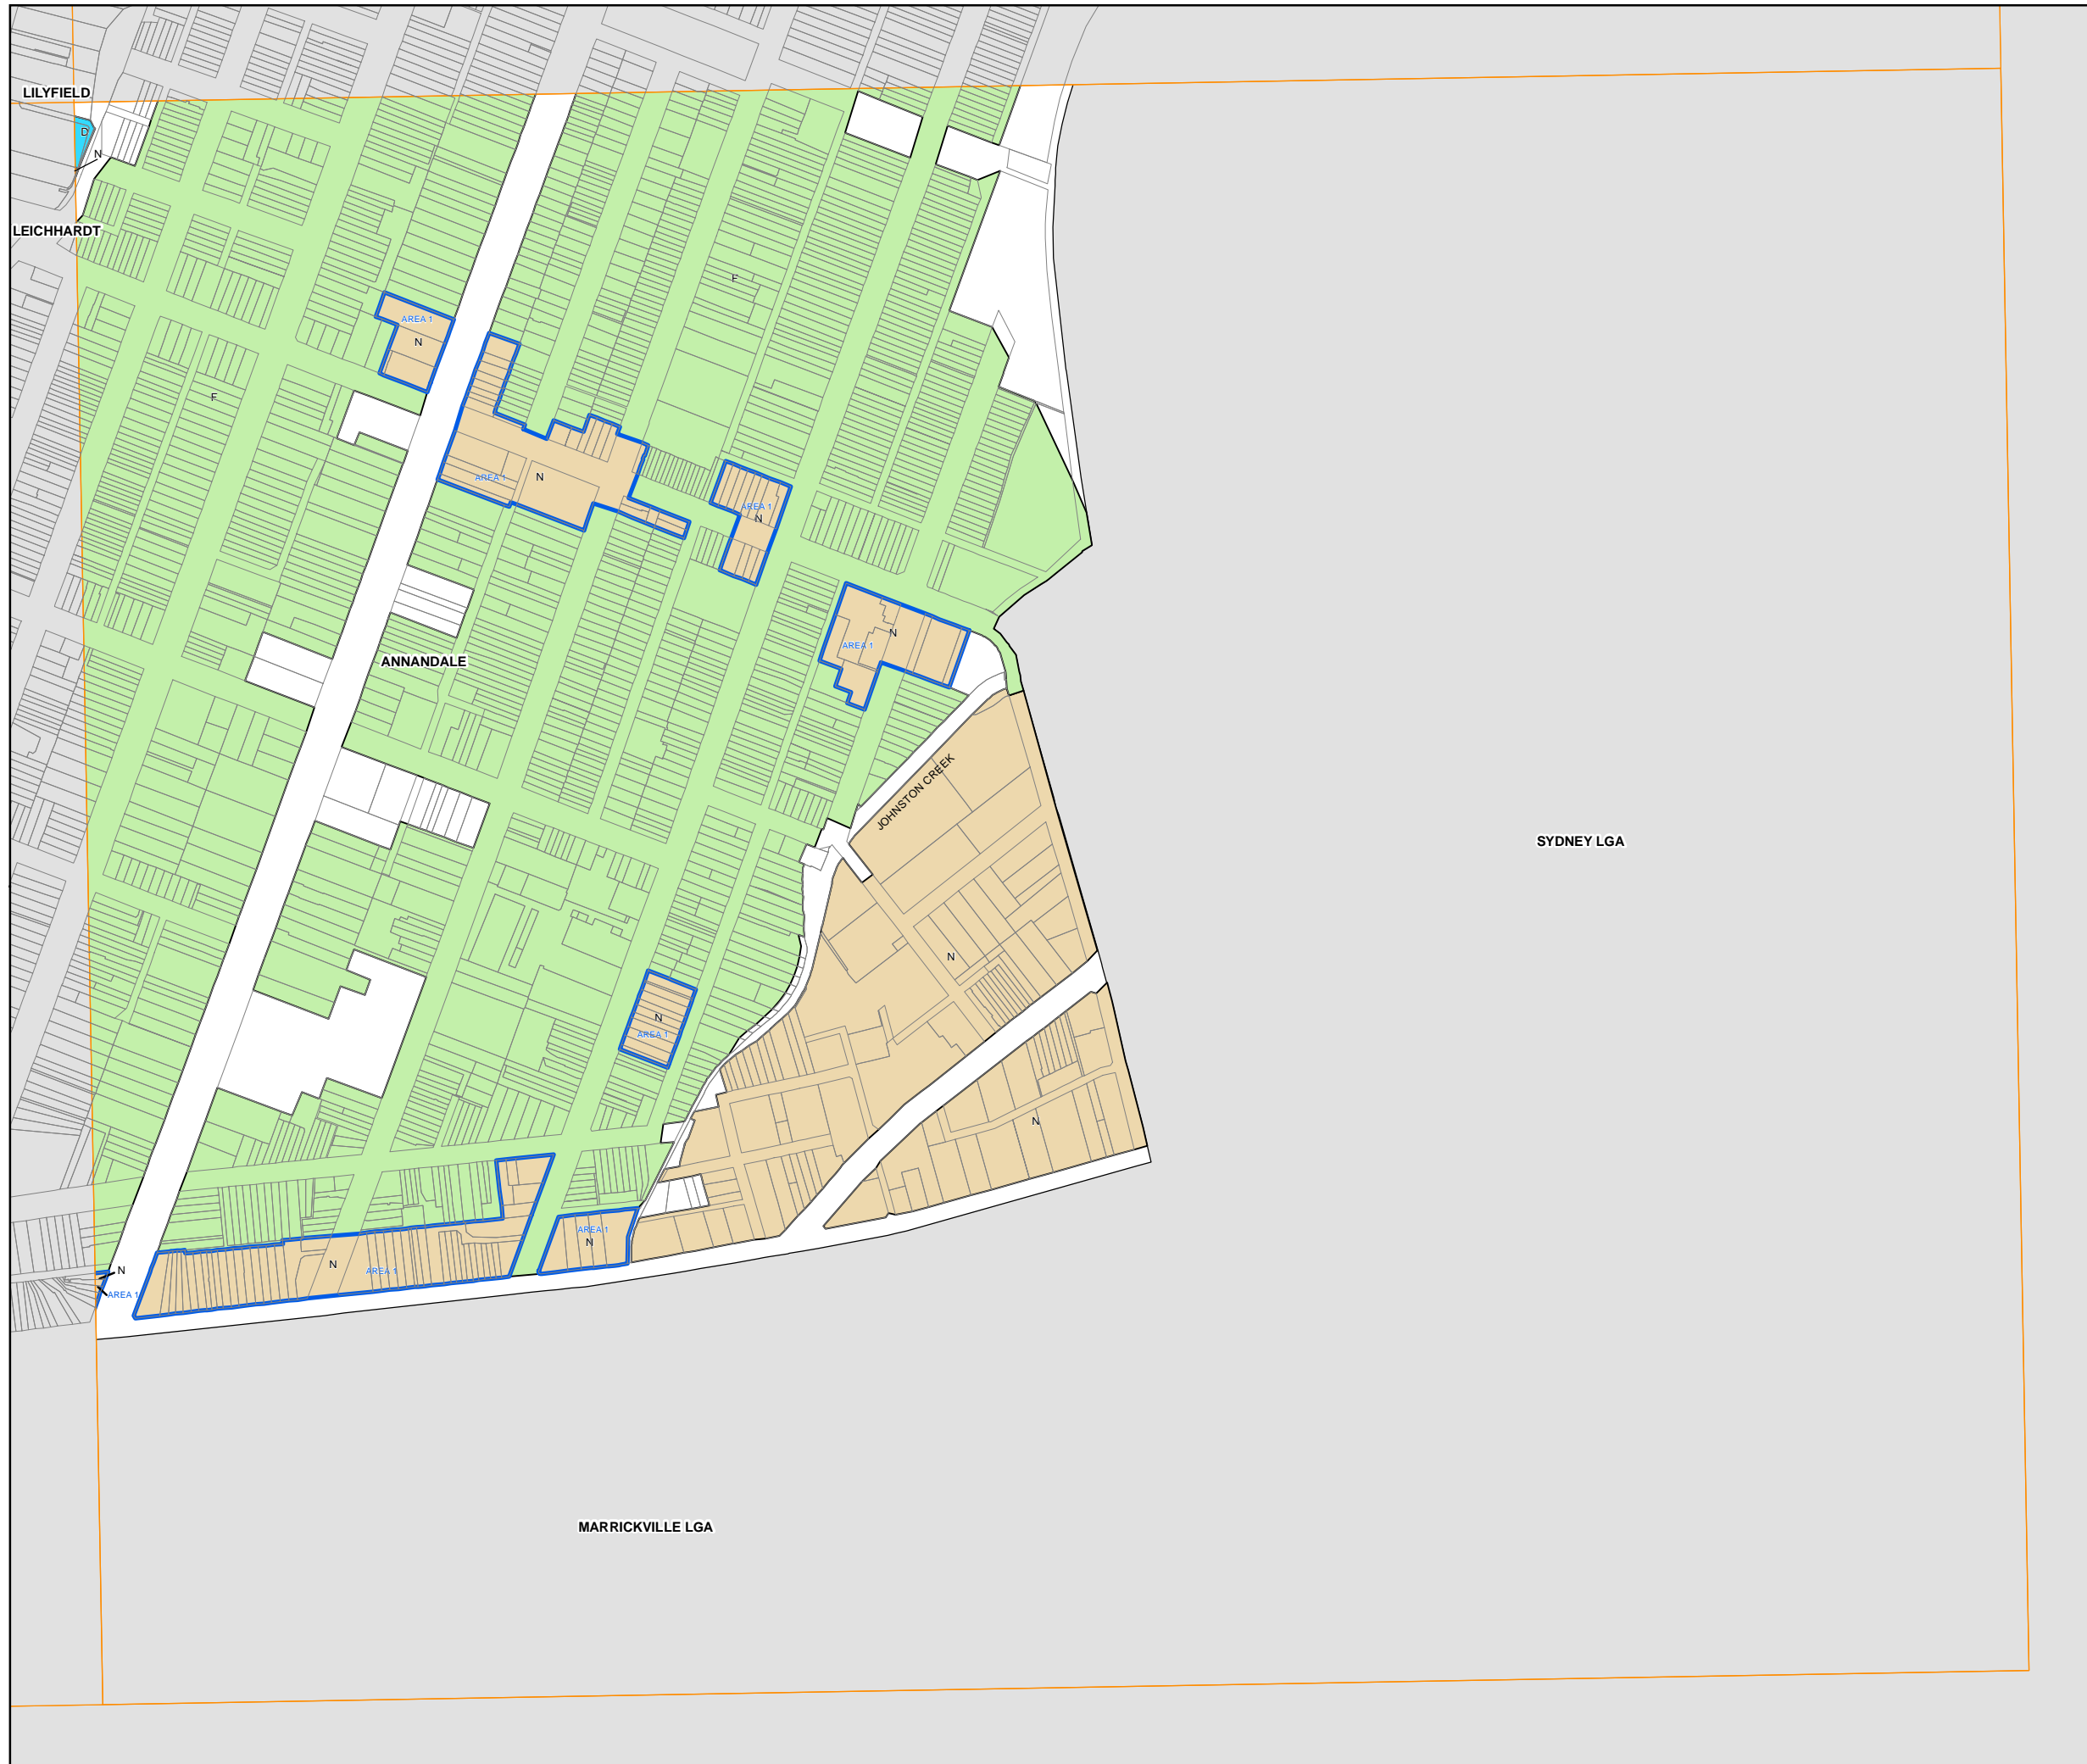 LILYFIELD
D
N
LEICHHARDT
F
AREA 1
N
F
AREA 1
N
AREA 1
N
N
AREA 1
ANNANDALE
JOHNSTON CREEK
SYDNEY LGA
N
N
AREA 1
N
AREA 1
N
N
AREA 1
N
AREA 1
MARRICKVILLE LGA